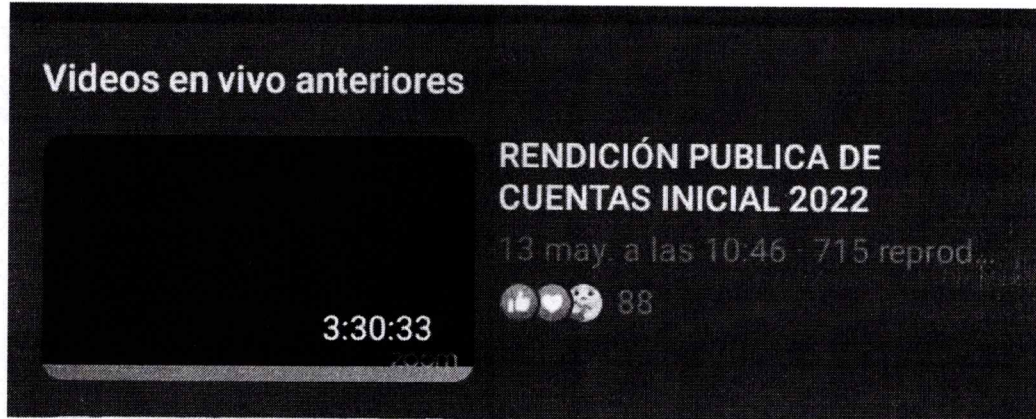 Videos en vivo anteriores
RENDICIÓN PUBLICA DE
CUENTAS INICIAL 2022
13 may. a las 10:46 · 715 reprod...
88
3:30:33
zoom